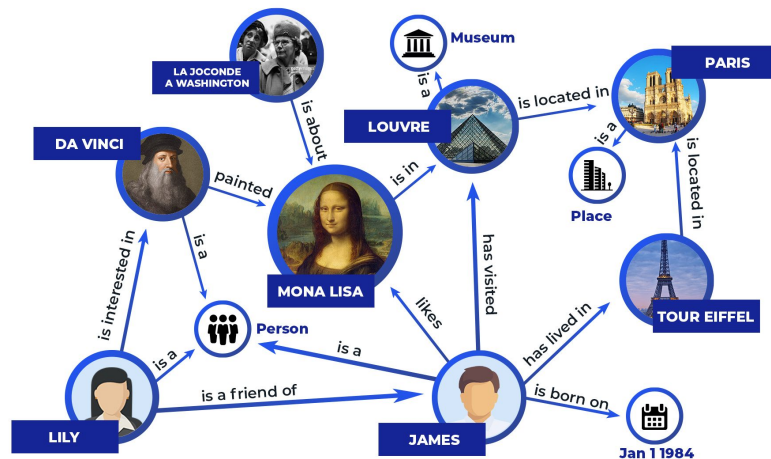 LA JOCONDE
A WASHINGTON
Museum
is a
PARIS
is located in
LOUVRE
DA VINCI
is about
is a
is located in
painted
is in
Place
is a
MONA LISA
has visited
is interested in
TOUR EIFFEL
Person
likes
has lived in
is a
is a
is a friend of
is born on
LILY
JAMES
Jan 1 1984